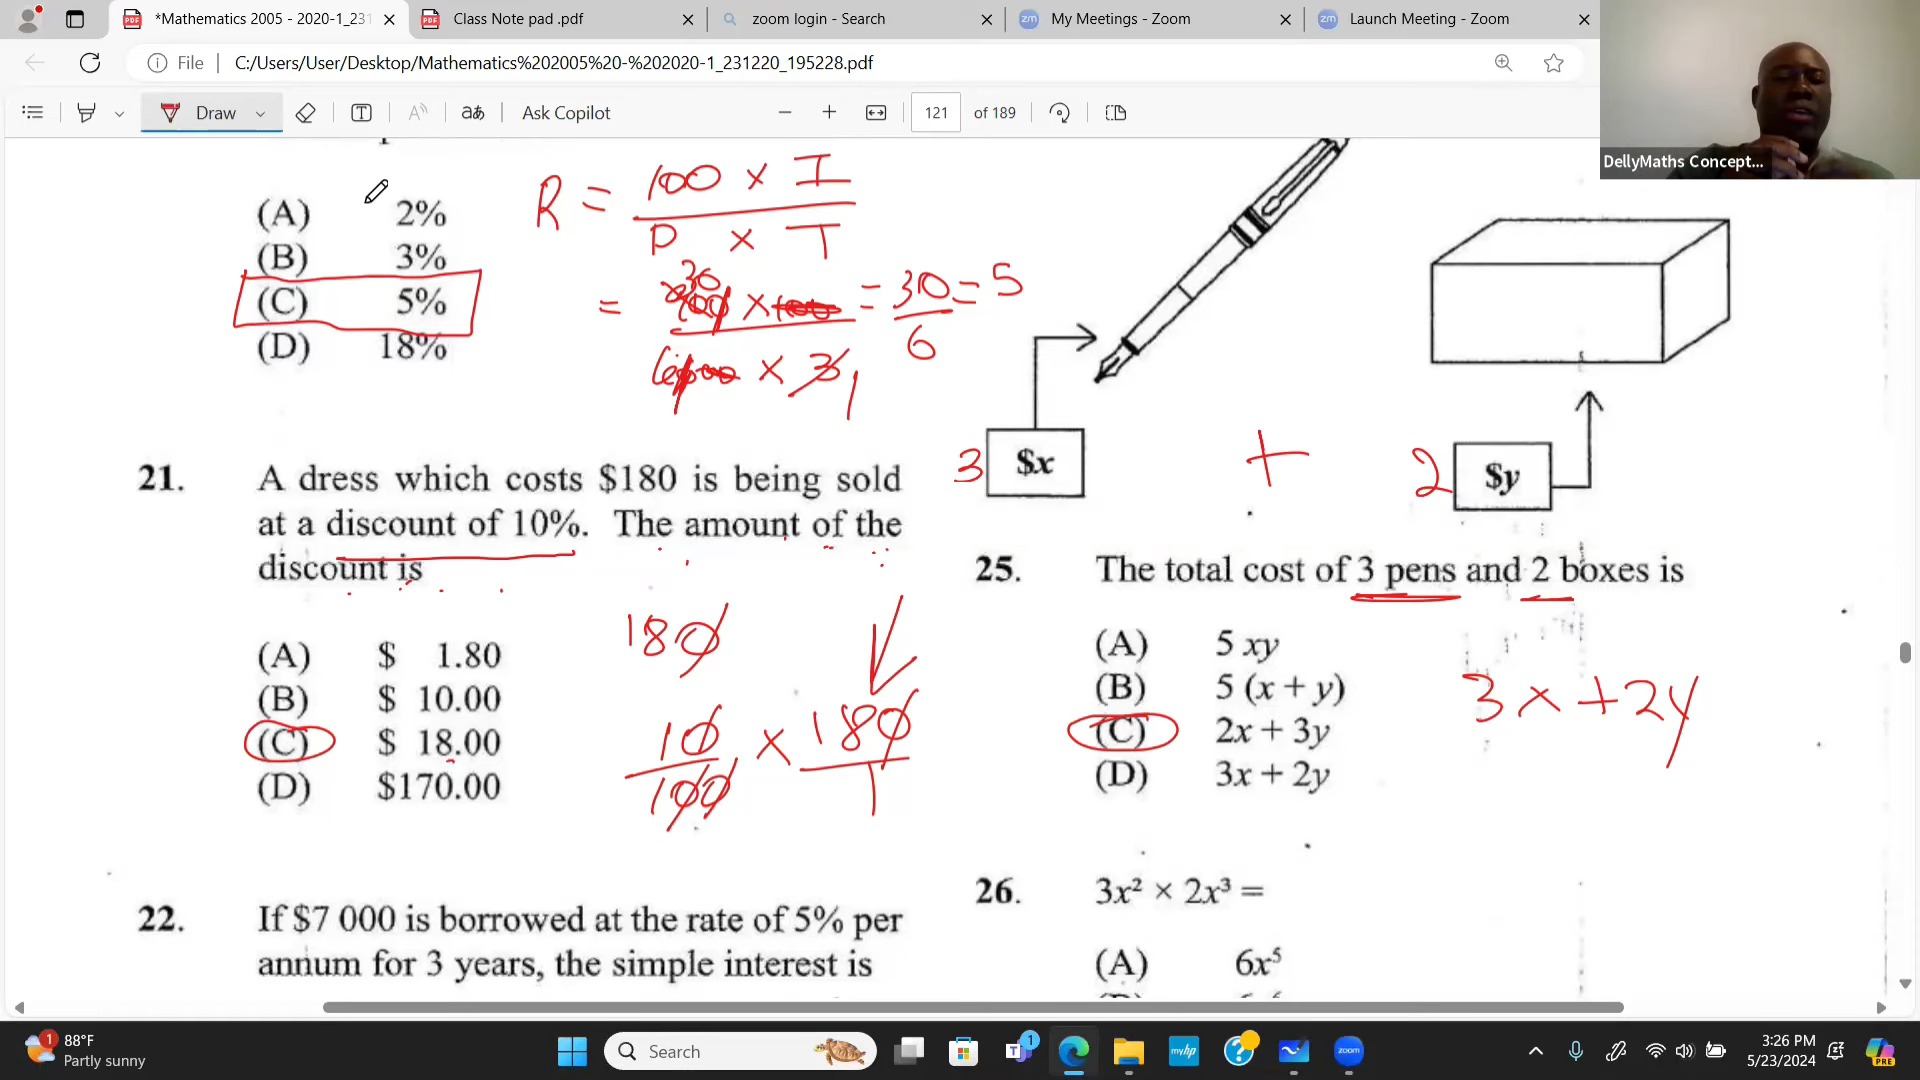 *Mathematics 2005 - 2020-1_231
Class Note pad .pdf
zoom login - Search
My Meetings - Zoom
Launch Meeting - Zoom
File
C:/Users/User/Desktop/Mathematics%202005%20-%202020-1_231220_195228.pdf
Draw
Ask Copilot
121
of 189
DellyMaths Concept...
(A) 2%
(B) 3%
(C) 5%
(D) 18%
R = 100 × I
P × T
= 30 = 5
6
21. A dress which costs $180 is being sold
at a discount of 10%. The amount of the
discount is
(A) $ 1.80
(B) $ 10.00
(C) $ 18.00
(D) $170.00
180
10 × 180
100 1
22. If $7 000 is borrowed at the rate of 5% per
annum for 3 years, the simple interest is
3 $x + 2 $y
25. The total cost of 3 pens and 2 boxes is
(A) 5 xy
(B) 5 (x + y)
(C) 2x + 3y
(D) 3x + 2y
3x + 2y
26. 3x² × 2x³ =
(A) 6x⁵
88°F
Partly sunny
Search
myhp
zoom
3:26 PM
5/23/2024
PRE